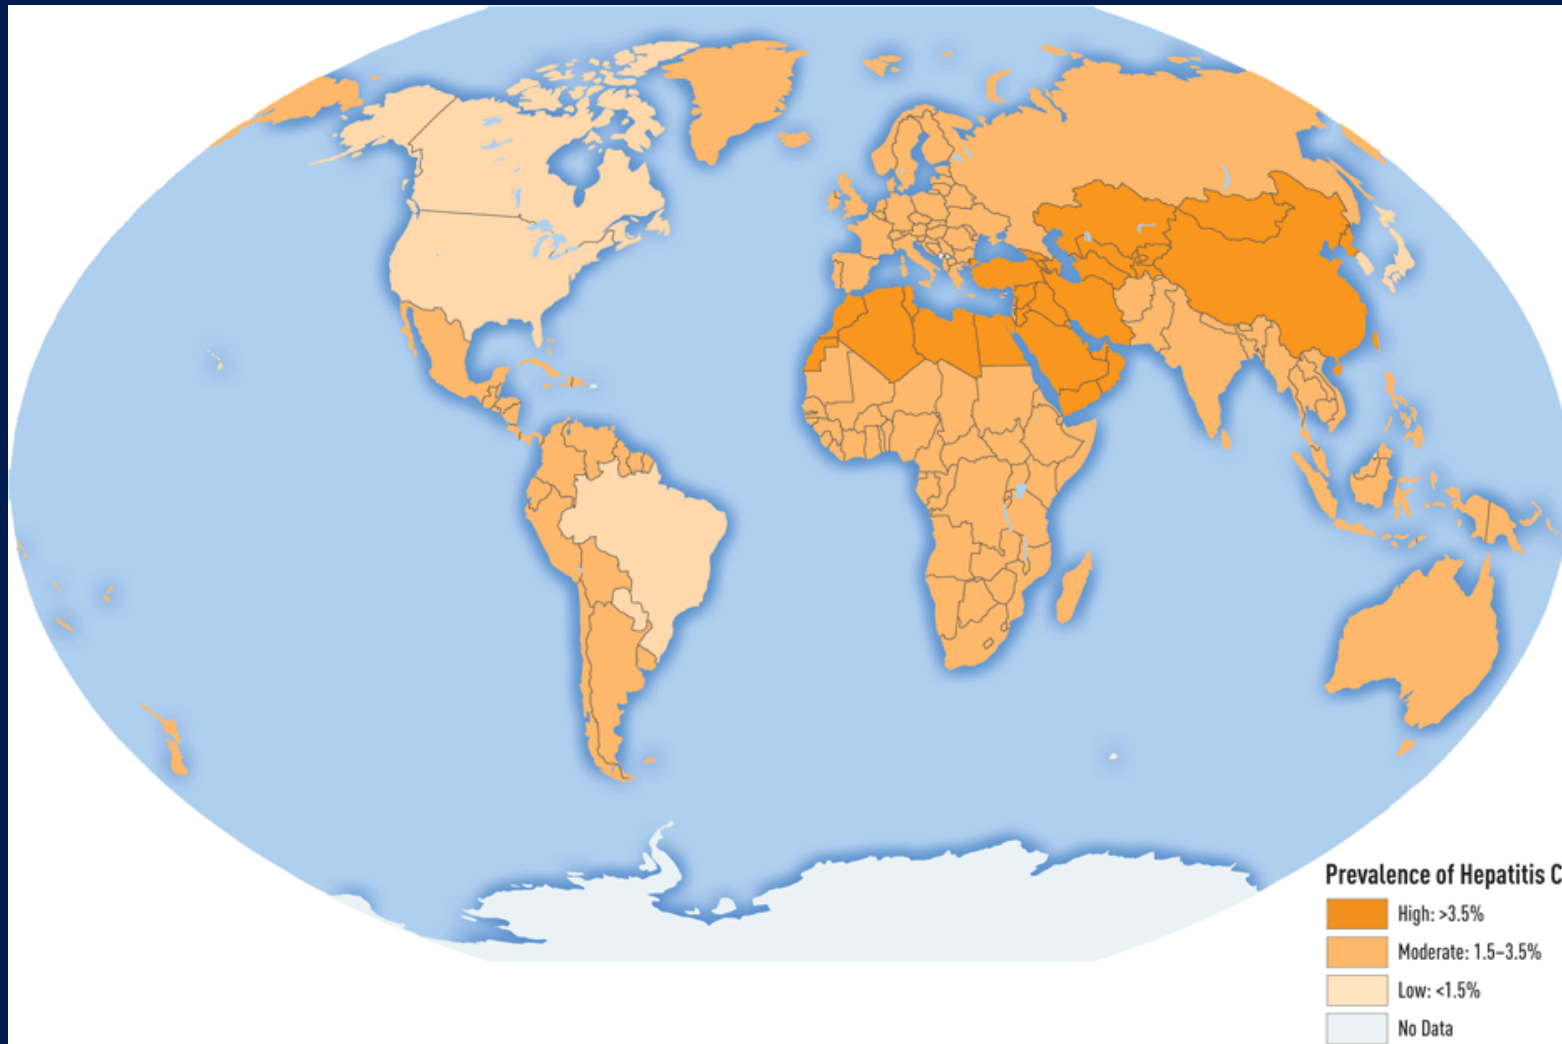 Prevalence of Hepatitis C
High: >3.5%
Moderate: 1.5–3.5%
Low: <1.5%
No Data